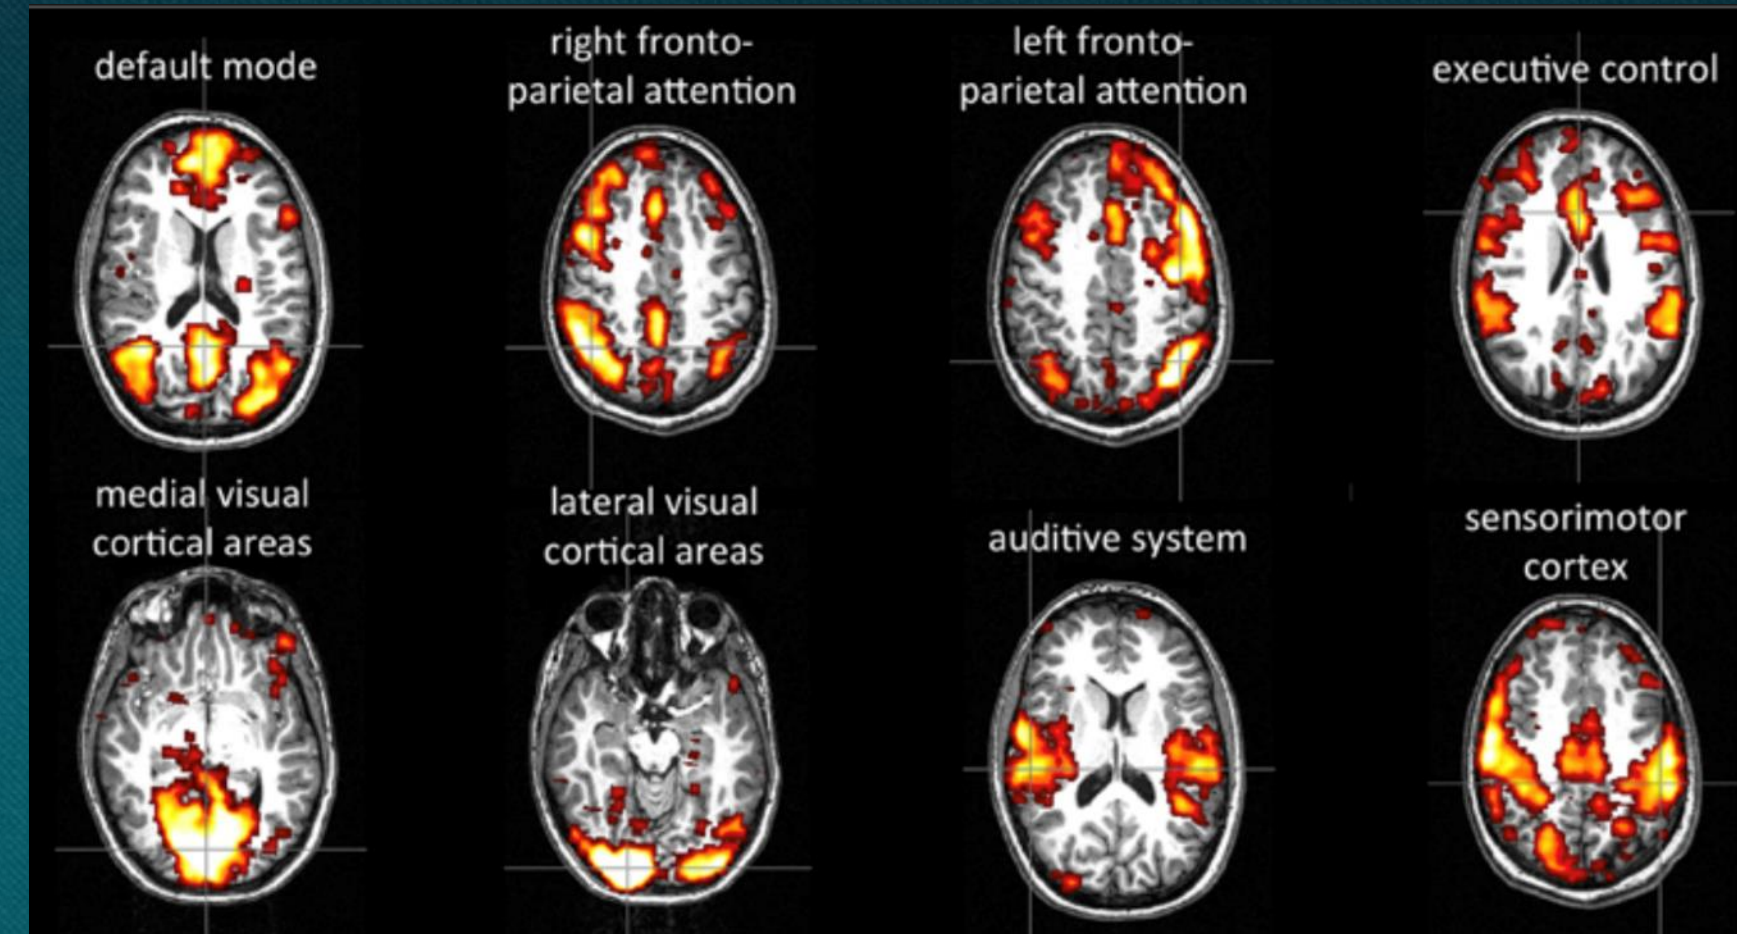 default mode
right fronto-
parietal attention
left fronto-
parietal attention
executive control
medial visual
cortical areas
lateral visual
cortical areas
auditive system
sensorimotor
cortex